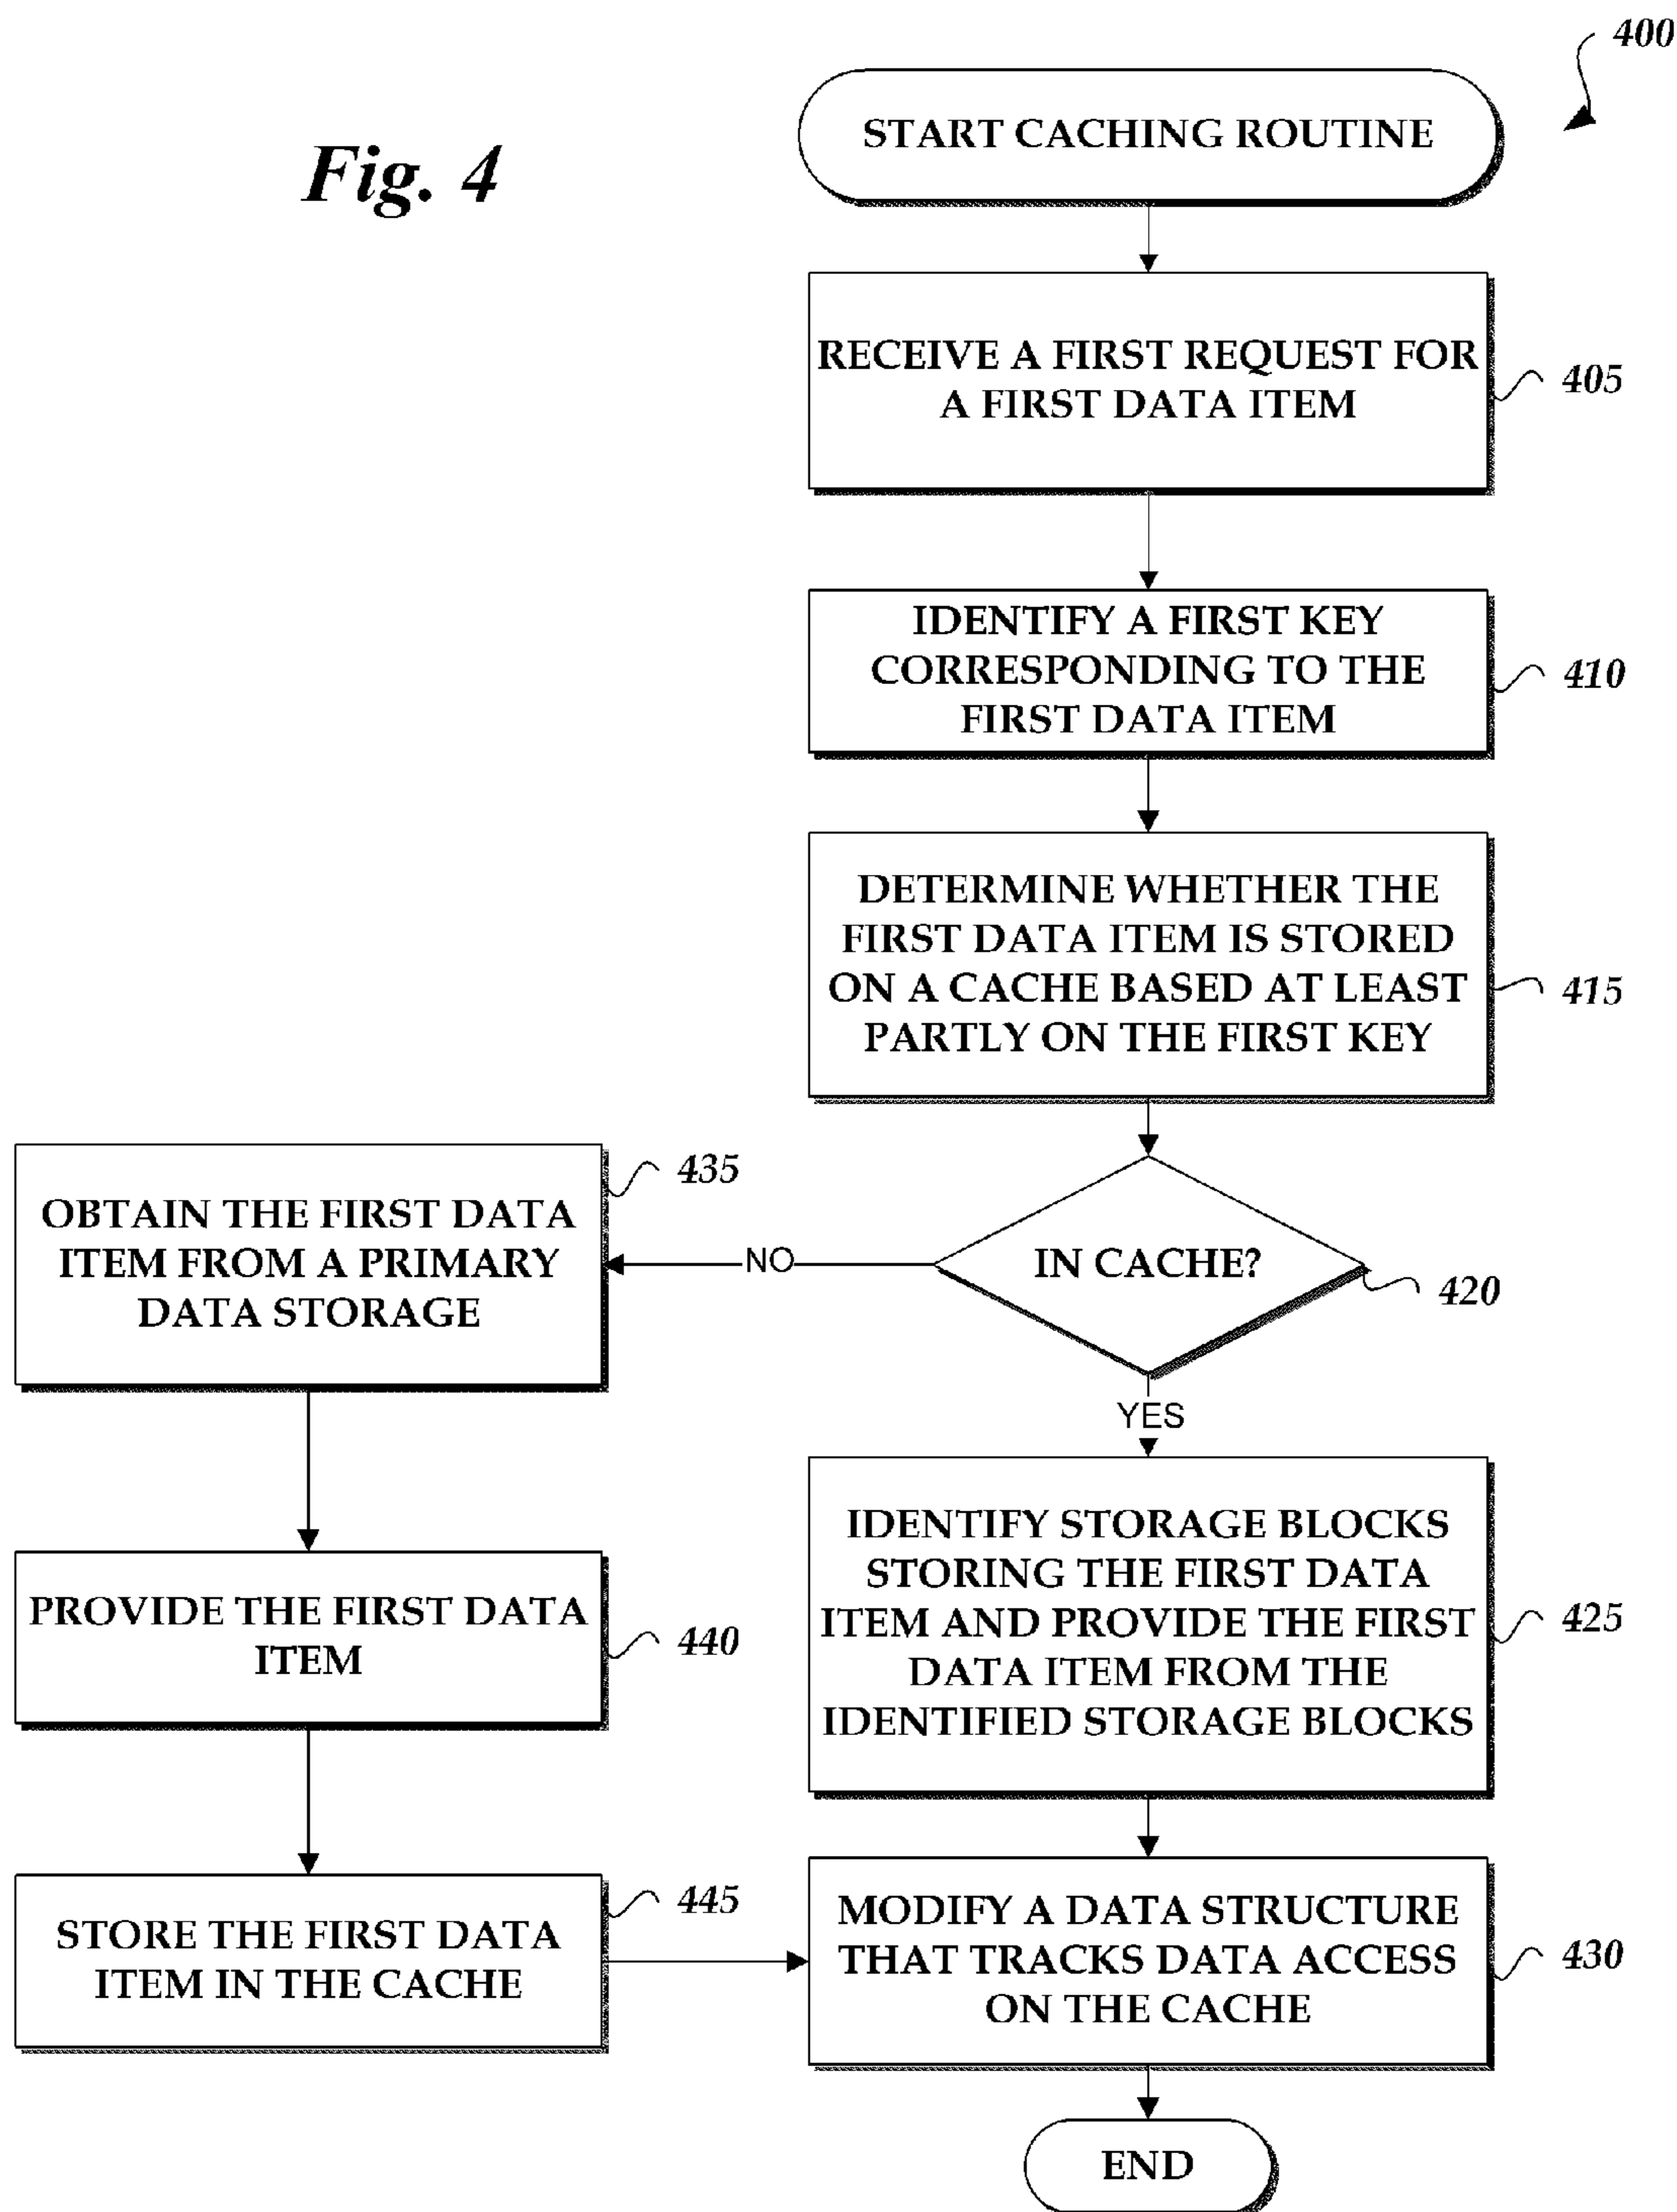 400
Fig. 4
START CACHING ROUTINE
RECEIVE A FIRST REQUEST FOR
A FIRST DATA ITEM
405
IDENTIFY A FIRST KEY
CORRESPONDING TO THE
FIRST DATA ITEM
410
DETERMINE WHETHER THE
FIRST DATA ITEM IS STORED
ON A CACHE BASED AT LEAST
PARTLY ON THE FIRST KEY
415
IN CACHE?
420
NO
YES
OBTAIN THE FIRST DATA
ITEM FROM A PRIMARY
DATA STORAGE
435
PROVIDE THE FIRST DATA
ITEM
440
STORE THE FIRST DATA
ITEM IN THE CACHE
445
IDENTIFY STORAGE BLOCKS
STORING THE FIRST DATA
ITEM AND PROVIDE THE FIRST
DATA ITEM FROM THE
IDENTIFIED STORAGE BLOCKS
425
MODIFY A DATA STRUCTURE
THAT TRACKS DATA ACCESS
ON THE CACHE
430
END